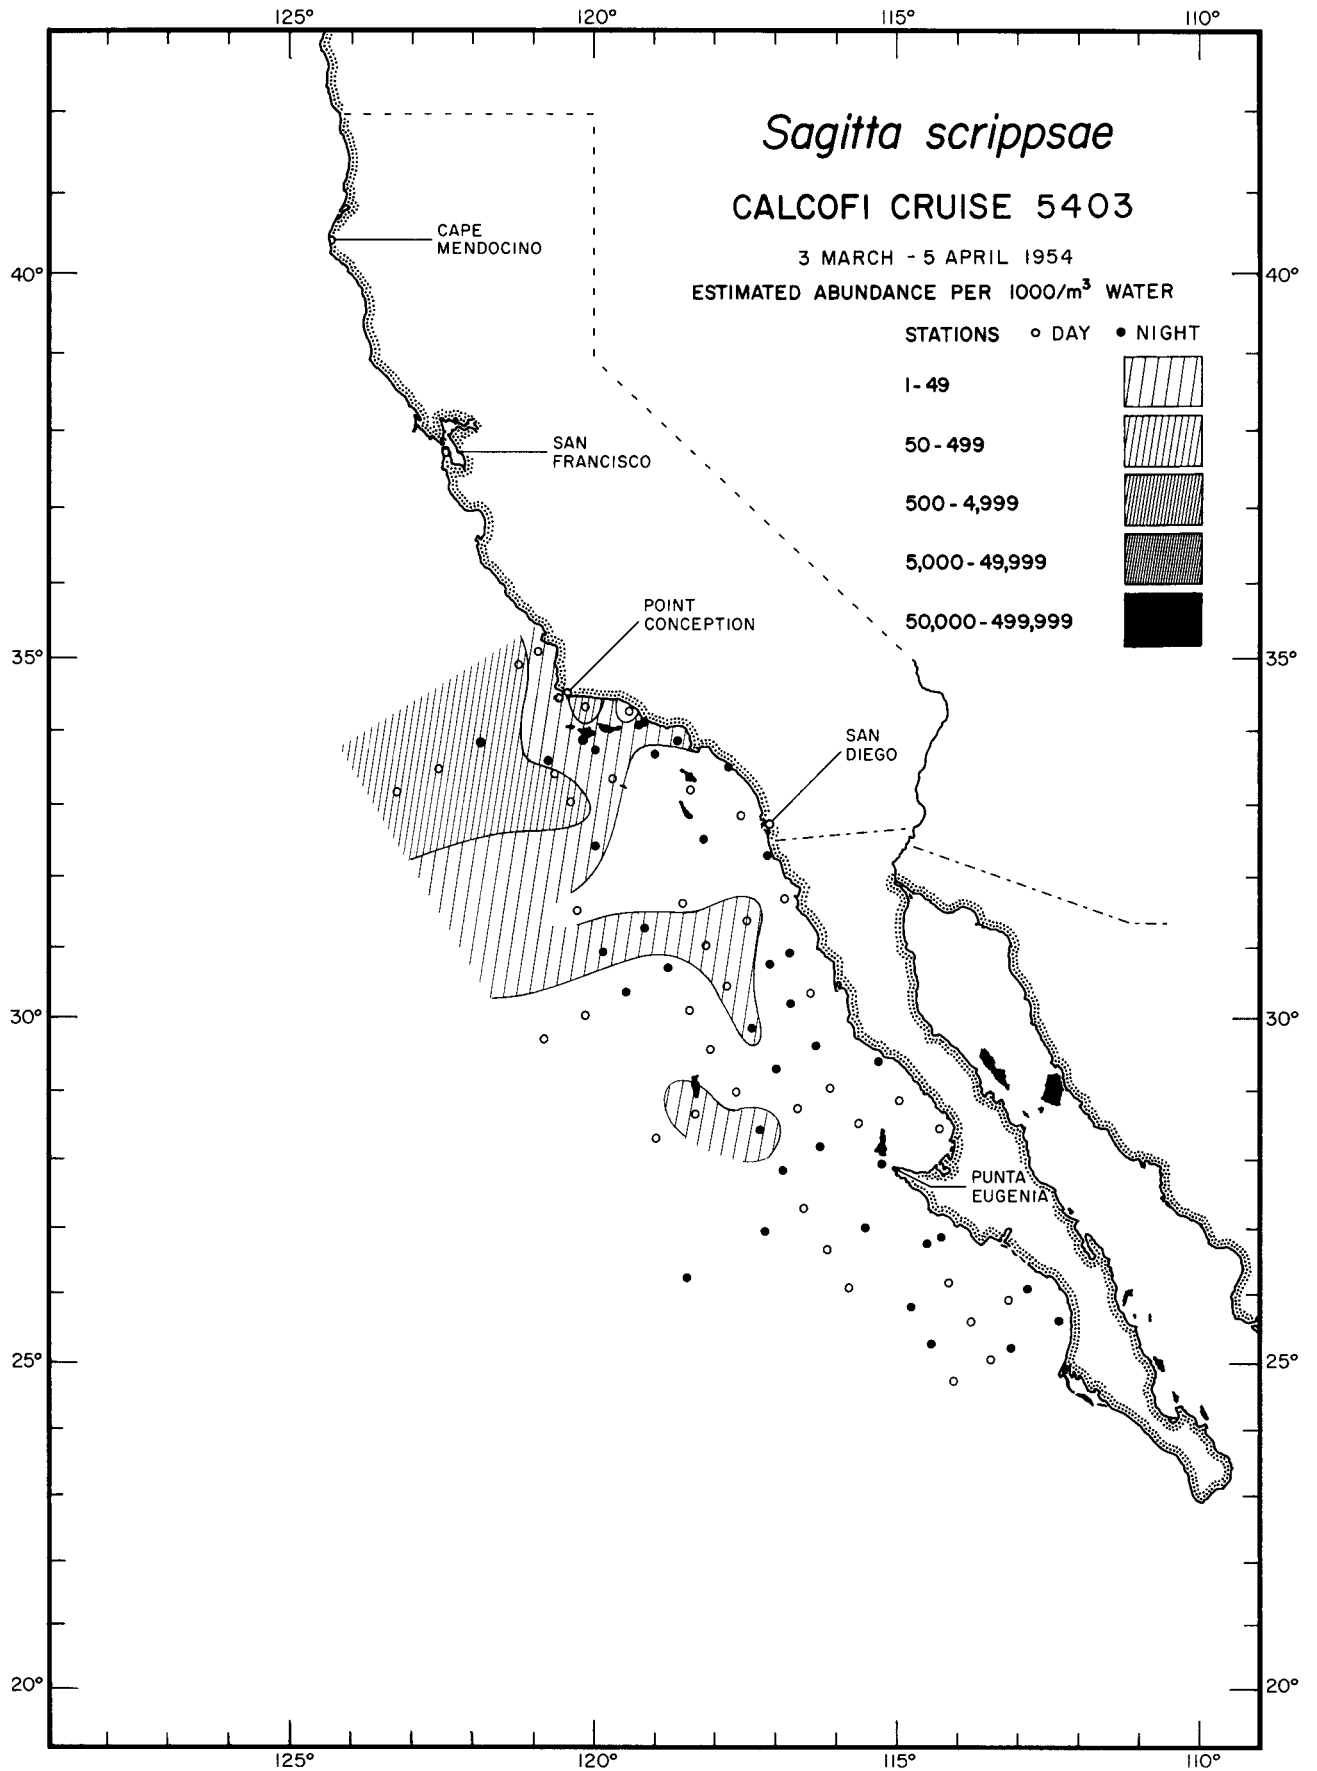 125° 120° 115° 110°
Sagitta scrippsae
CALCOFI CRUISE 5403
3 MARCH - 5 APRIL 1954
ESTIMATED ABUNDANCE PER 1000/m³ WATER
STATIONS ○ DAY ● NIGHT
1-49
50-499
500-4,999
5,000-49,999
50,000-499,999
CAPE
MENDOCINO
40° 40°
SAN
FRANCISCO
POINT
CONCEPTION
35° 35°
SAN
DIEGO
30° 30°
PUNTA
EUGENIA
25° 25°
20° 20°
125° 120° 115° 110°